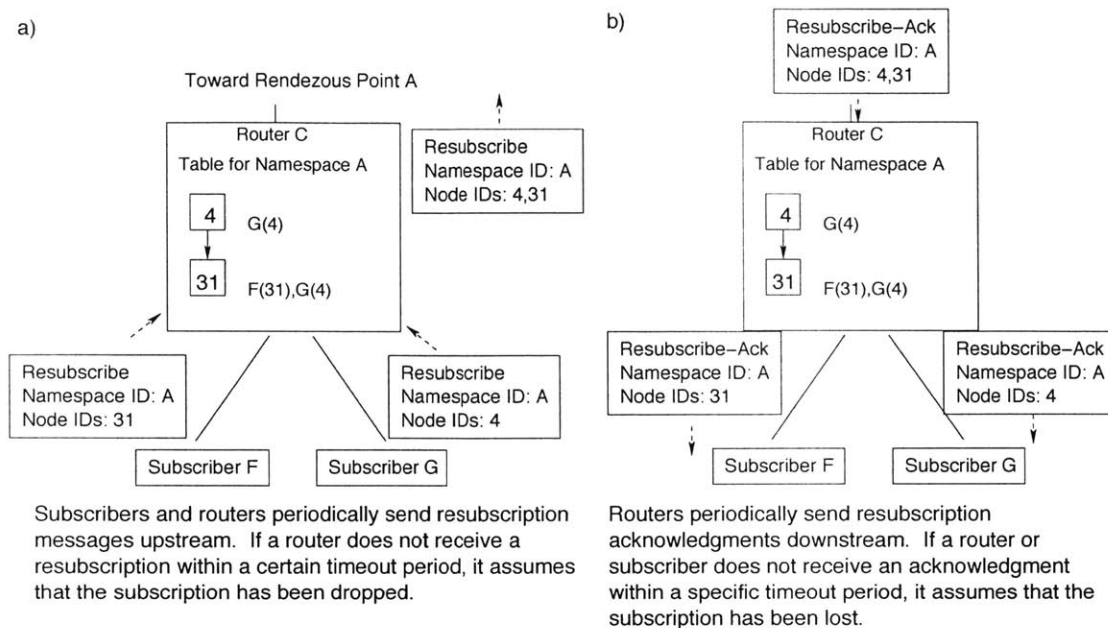 a)
Toward Rendezous Point A
Router C
Table for Namespace A
4
G(4)
31
F(31),G(4)
Resubscribe
Namespace ID: A
Node IDs: 4,31
Resubscribe
Namespace ID: A
Node IDs: 31
Resubscribe
Namespace ID: A
Node IDs: 4
Subscriber F
Subscriber G
Subscribers and routers periodically send resubscription
messages upstream. If a router does not receive a
resubscription within a certain timeout period, it assumes
that the subscription has been dropped.
b)
Resubscribe–Ack
Namespace ID: A
Node IDs: 4,31
Router C
Table for Namespace A
4
G(4)
31
F(31),G(4)
Resubscribe–Ack
Namespace ID: A
Node IDs: 31
Resubscribe–Ack
Namespace ID: A
Node IDs: 4
Subscriber F
Subscriber G
Routers periodically send resubscription
acknowledgments downstream. If a router or
subscriber does not receive an acknowledgment
within a specific timeout period, it assumes that the
subscription has been lost.